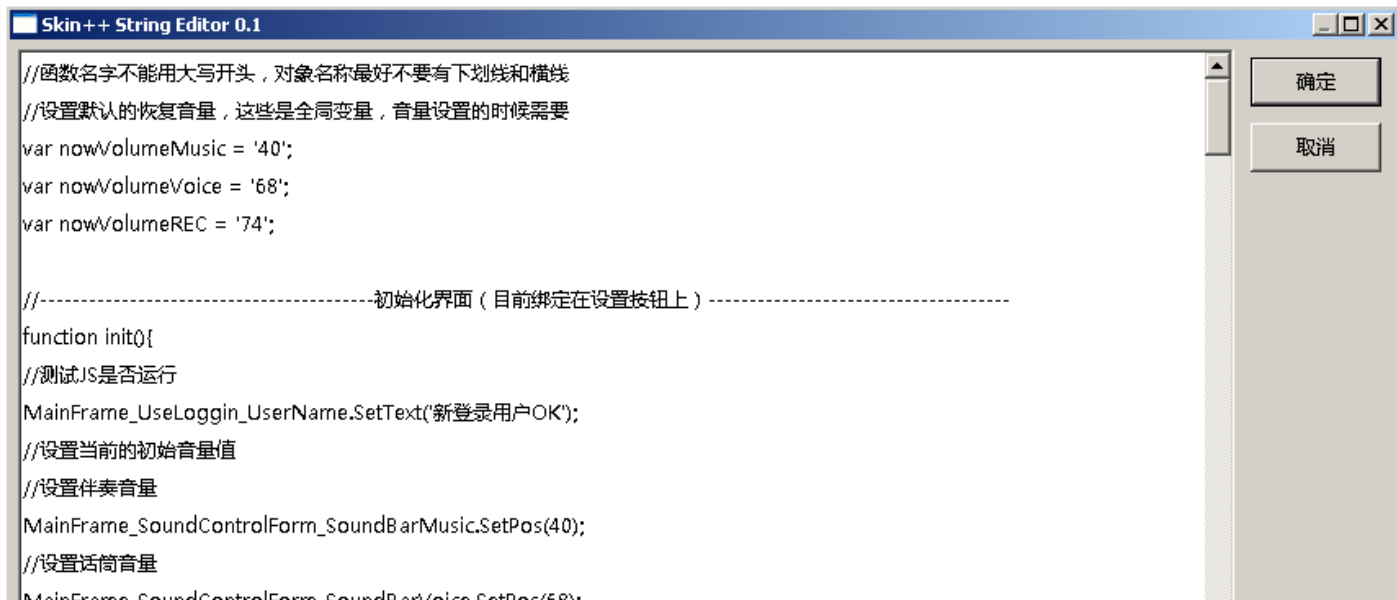 Skin++ String Editor 0.1
//函数名字不能用大写开头，对象名称最好不要有下划线和横线
//设置默认的恢复音量，这些是全局变量，音量设置的时候需要
var nowVolumeMusic = '40';
var nowVolumeVoice = '68';
var nowVolumeREC = '74';
//-----------------------------------------初始化界面（目前绑定在设置按钮上）-------------------------------------
function init(){
//测试JS是否运行
MainFrame_UseLoggin_UserName.SetText('新登录用户OK');
//设置当前的初始音量值
//设置伴奏音量
MainFrame_SoundControlForm_SoundBarMusic.SetPos(40);
//设置话筒音量
MainFrame_SoundControlForm_SoundBarVoice.SetPos(68);
确定
取消